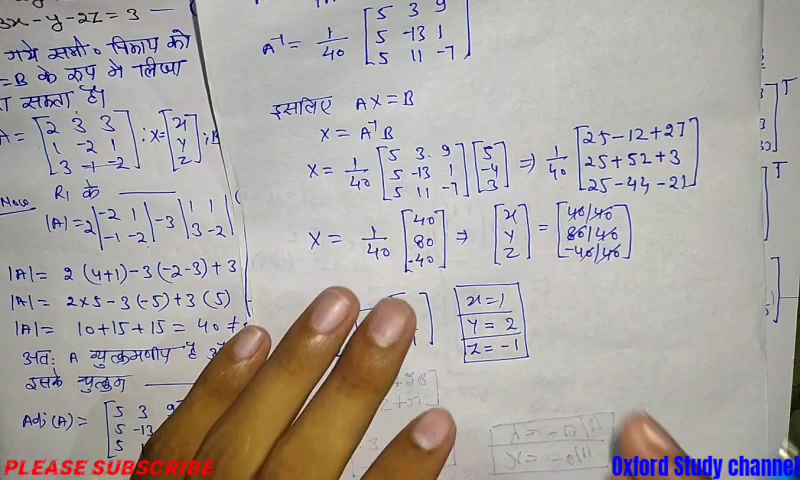 3x-y-2z=3
गये समी० निकाय को
=B के रूप में लिखा
सकता है।
A = [2 3 3; 1 -2 1; 3 -1 -2] ; X = [x; y; z] ; B
Now R1 के
|A| = 2 |-2 1; -1 -2| -3 |1 1; 3 -2|
|A| = 2(4+1)-3(-2-3)+3
|A| = 2×5-3(-5)+3(5)
|A| = 10+15+15 = 40 ≠
अतः A व्युत्क्रमणीय है
इसके व्युत्क्रम
Adj(A) = [5 3 9; 5 -13; 5
A⁻¹ = 1/40 [5 3 9; 5 -13 1; 5 11 -7]
इसलिए AX = B
X = A⁻¹B
X = 1/40 [5 3 9; 5 -13 1; 5 11 -7] [5; -4; 3] ⇒ 1/40 [25-12+27; 25+52+3; 25-44-21]
X = 1/40 [40; 80; -40] ⇒ [x; y; z] = [40/40; 80/40; -40/40]
x=1
y=2
z=-1
T
T
PLEASE SUBSCRIBE
Oxford Study channel